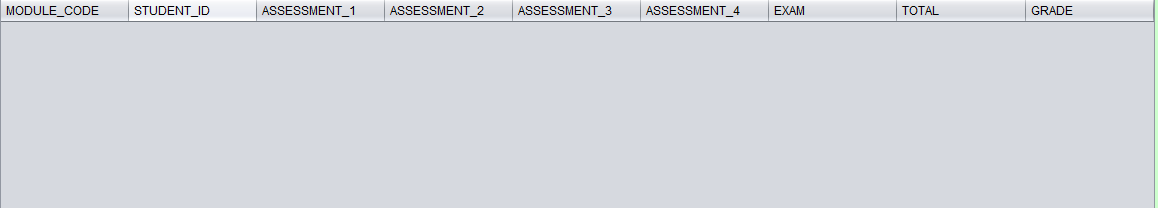 MODULE_CODE STUDENT_ID ASSESSMENT_1 ASSESSMENT_2 ASSESSMENT_3 ASSESSMENT_4 EXAM TOTAL GRADE